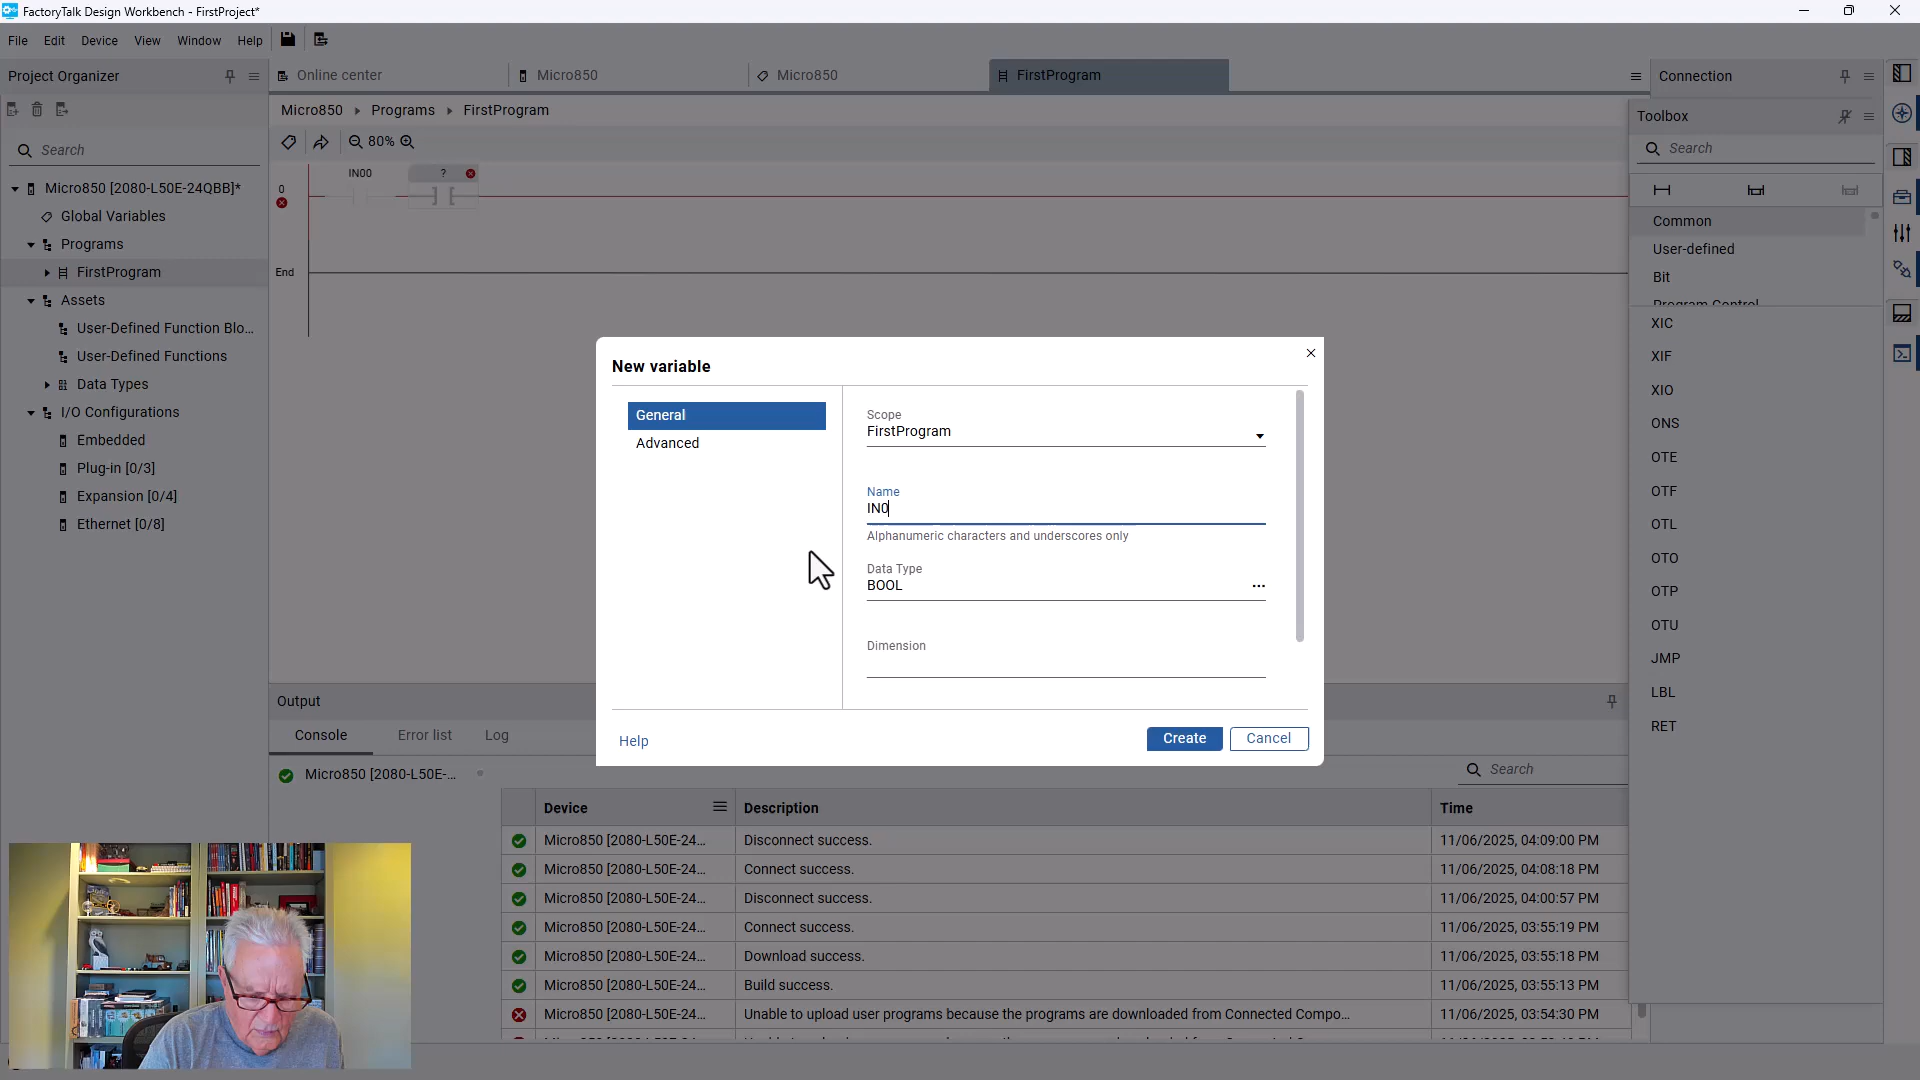 FactoryTalk Design Workbench - FirstProject*
File Edit Device View Window Help
Project Organizer
Online center
Micro850
Micro850
FirstProgram
Connection
Micro850 Programs FirstProgram
Toolbox
80%
Search
Search
IN00
?
0
End
Micro850 [2080-L50E-24QBB]*
Global Variables
Programs
FirstProgram
Assets
User-Defined Function Blo...
User-Defined Functions
Data Types
I/O Configurations
Embedded
Plug-in [0/3]
Expansion [0/4]
Ethernet [0/8]
Common
User-defined
Bit
Program Control
XIC
XIF
XIO
ONS
OTE
OTF
OTL
OTO
OTP
OTU
JMP
LBL
RET
New variable
General
Advanced
Scope
FirstProgram
Name
IN0
Alphanumeric characters and underscores only
Data Type
BOOL
...
Dimension
Help
Create
Cancel
Output
Console Error list Log
Micro850 [2080-L50E-...
Search
Device Description Time
Micro850 [2080-L50E-24... Disconnect success. 11/06/2025, 04:09:00 PM
Micro850 [2080-L50E-24... Connect success. 11/06/2025, 04:08:18 PM
Micro850 [2080-L50E-24... Disconnect success. 11/06/2025, 04:00:57 PM
Micro850 [2080-L50E-24... Connect success. 11/06/2025, 03:55:19 PM
Micro850 [2080-L50E-24... Download success. 11/06/2025, 03:55:18 PM
Micro850 [2080-L50E-24... Build success. 11/06/2025, 03:55:13 PM
Micro850 [2080-L50E-24... Unable to upload user programs because the programs are downloaded from Connected Compo... 11/06/2025, 03:54:30 PM